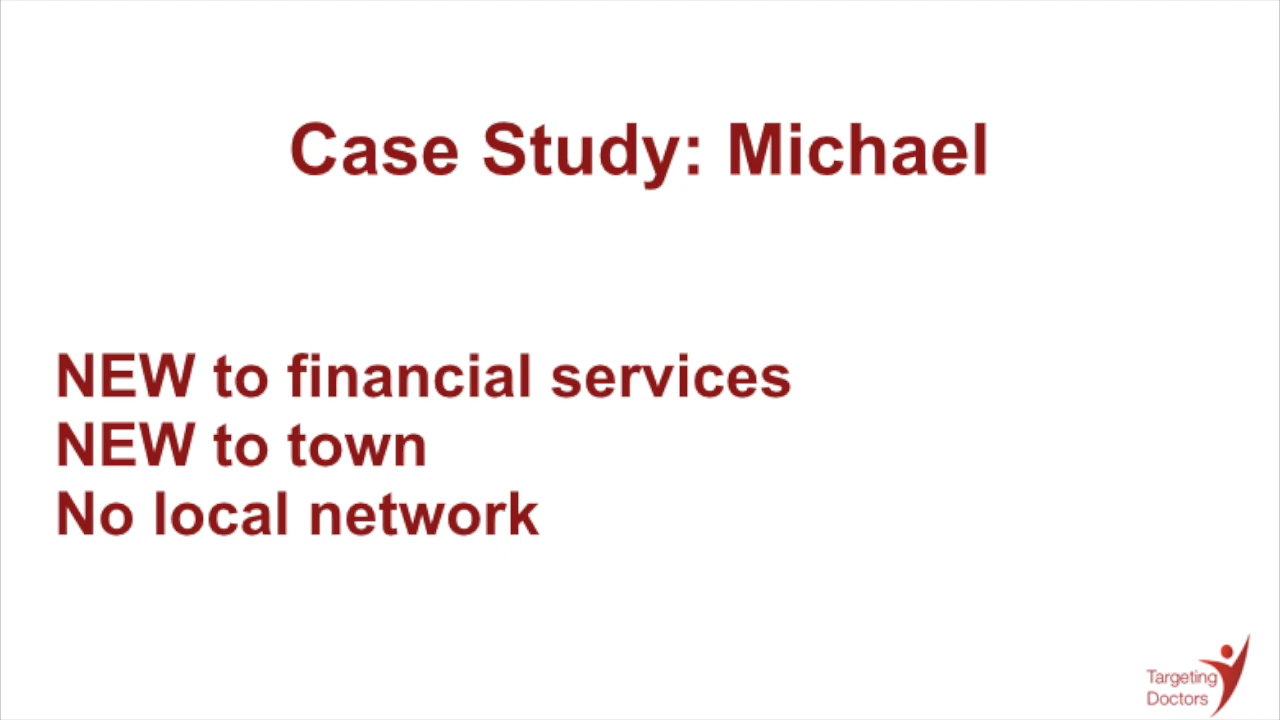 Case Study: Michael
NEW to financial services
NEW to town
No local network
Targeting
Doctors